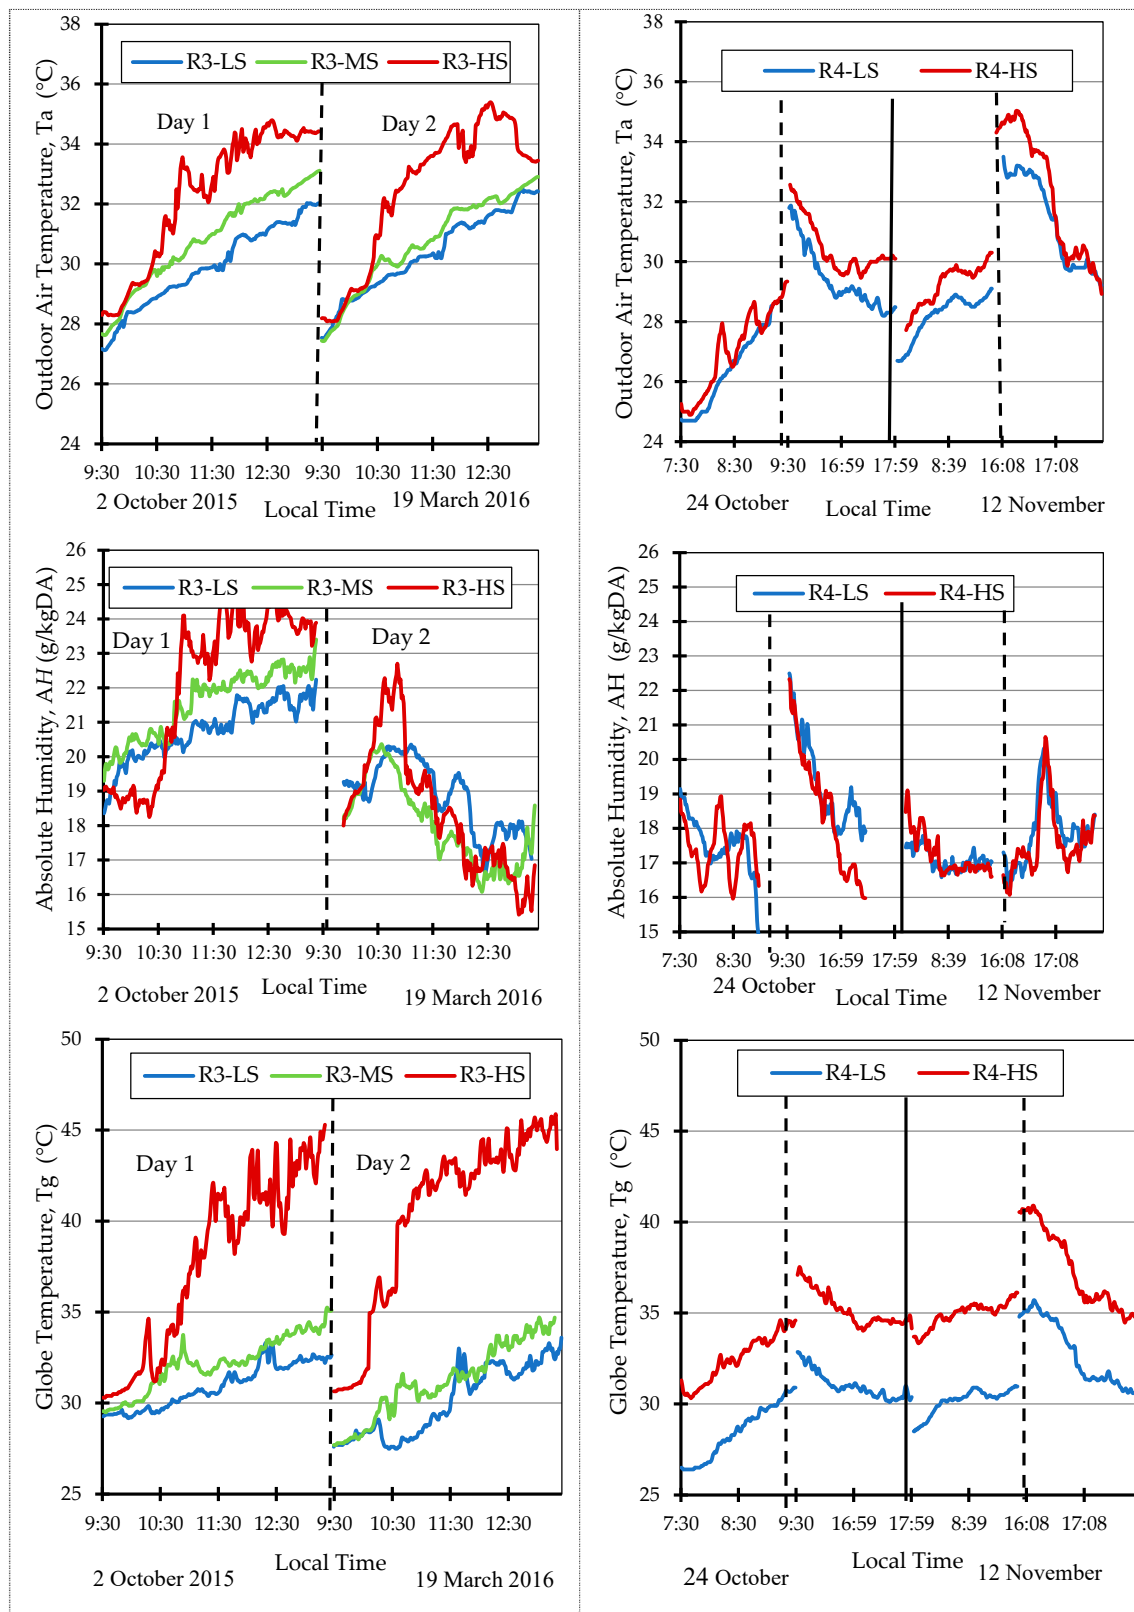 38
36
34
32
30
28
26
24
Outdoor Air Temperature, Ta (°C)
R3-LS R3-MS R3-HS
Day 1
Day 2
9:30 10:30 11:30 12:30 9:30 10:30 11:30 12:30
2 October 2015 Local Time 19 March 2016
38
36
34
32
30
28
26
24
Outdoor Air Temperature, Ta (°C)
R4-LS R4-HS
7:30 8:30 9:30 16:59 17:59 8:39 16:08 17:08
24 October Local Time 12 November
26
25
24
23
22
21
20
19
18
17
16
15
Absolute Humidity, AH (g/kgDA)
R3-LS R3-MS R3-HS
Day 1
Day 2
9:30 10:30 11:30 12:30 9:30 10:30 11:30 12:30
2 October 2015 Local Time 19 March 2016
26
25
24
23
22
21
20
19
18
17
16
15
Absolute Humidity, AH (g/kgDA)
R4-LS R4-HS
7:30 8:30 9:30 16:59 17:59 8:39 16:08 17:08
24 October Local Time 12 November
50
45
40
35
30
25
Globe Temperature, Tg (°C)
R3-LS R3-MS R3-HS
Day 1
Day 2
9:30 10:30 11:30 12:30 9:30 10:30 11:30 12:30
Local Time
2 October 2015 19 March 2016
50
45
40
35
30
25
Globe Temperature, Tg (°C)
R4-LS R4-HS
7:30 8:30 9:30 16:59 17:59 8:39 16:08 17:08
Local Time
24 October 12 November